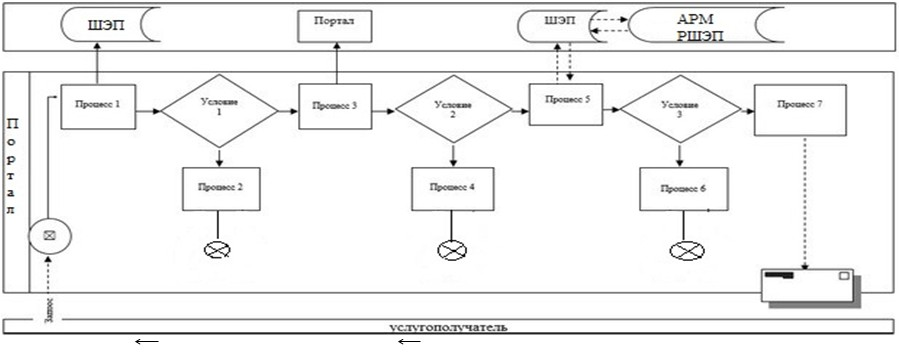 ШЭП
Портал
ШЭП
АРМ
РШЭП
Портал
Процесс 1
Условие
1
Процесс 3
Условие
2
Процесс 5
Условие
3
Процесс 7
Процесс 2
Процесс 4
Процесс 6
услугополучатель